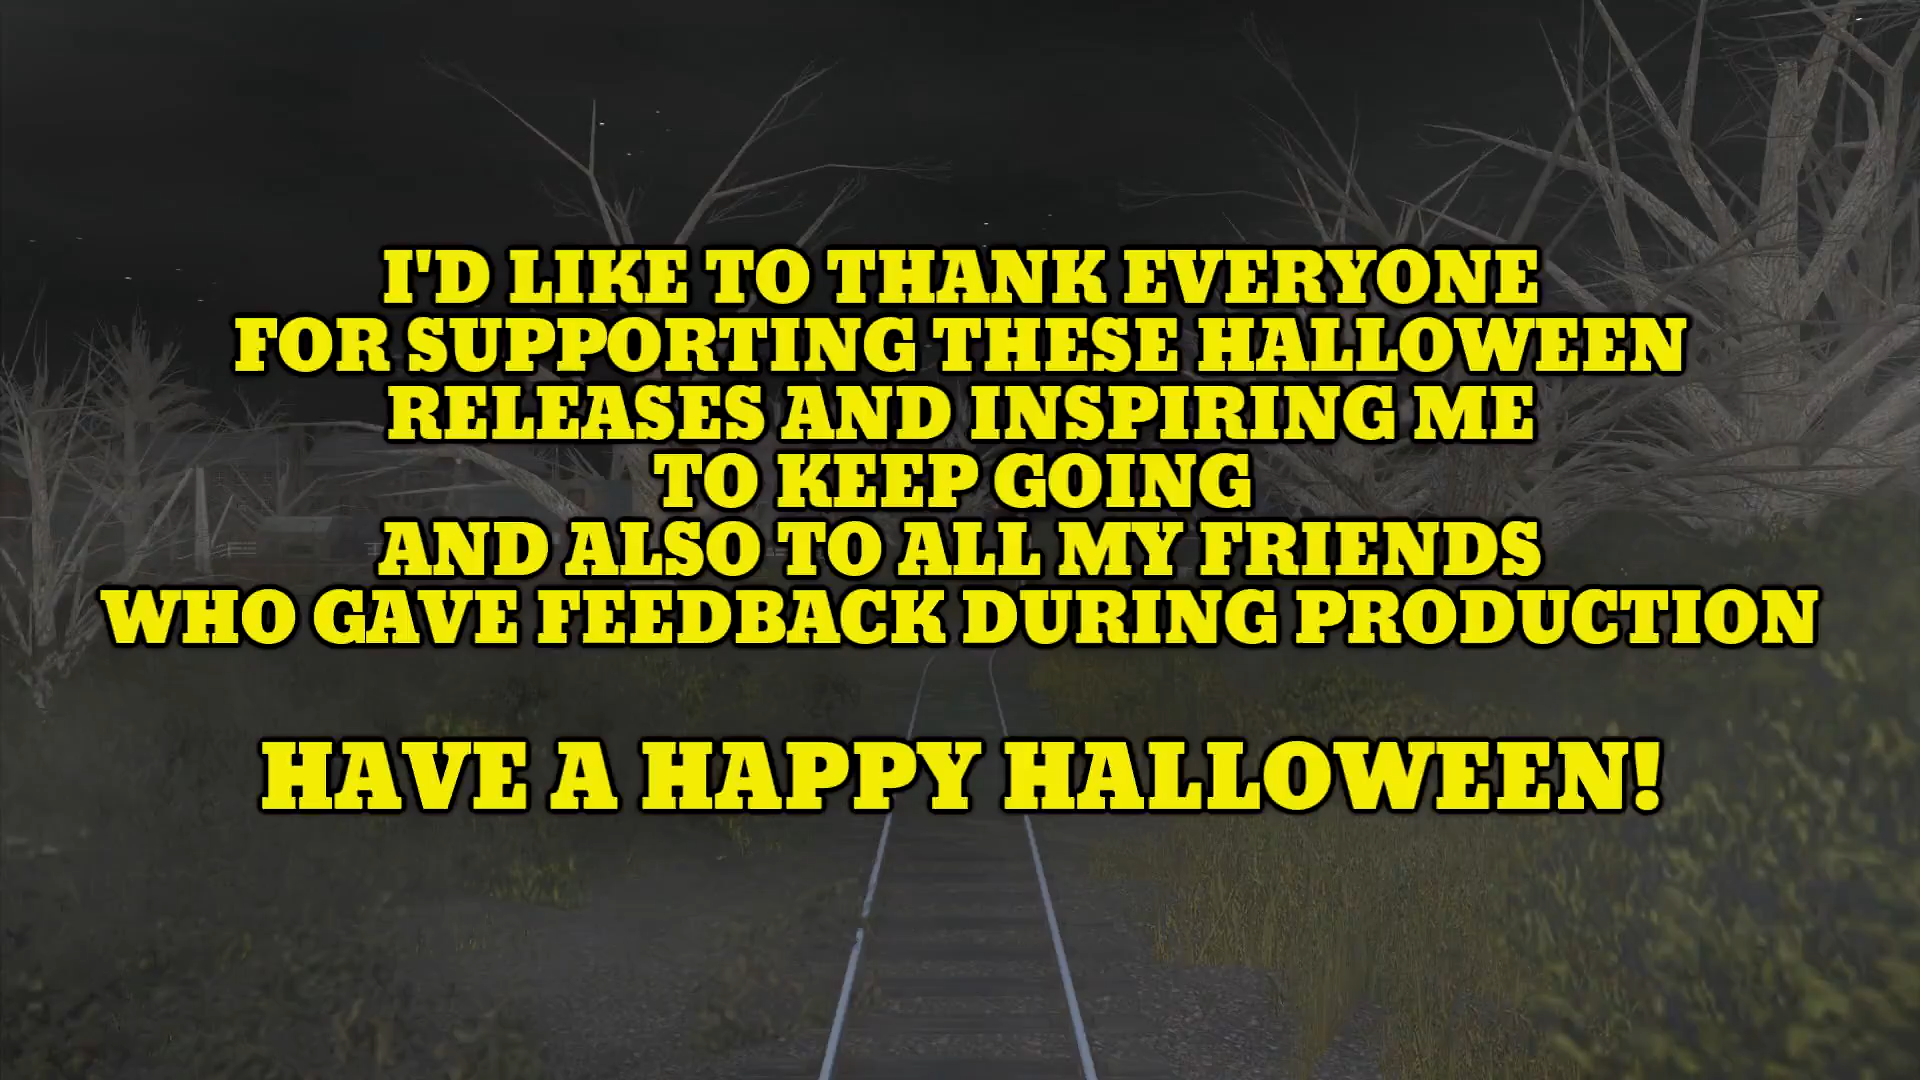 I'D LIKE TO THANK EVERYONE
FOR SUPPORTING THESE HALLOWEEN
RELEASES AND INSPIRING ME
TO KEEP GOING
AND ALSO TO ALL MY FRIENDS
WHO GAVE FEEDBACK DURING PRODUCTION
HAVE A HAPPY HALLOWEEN!